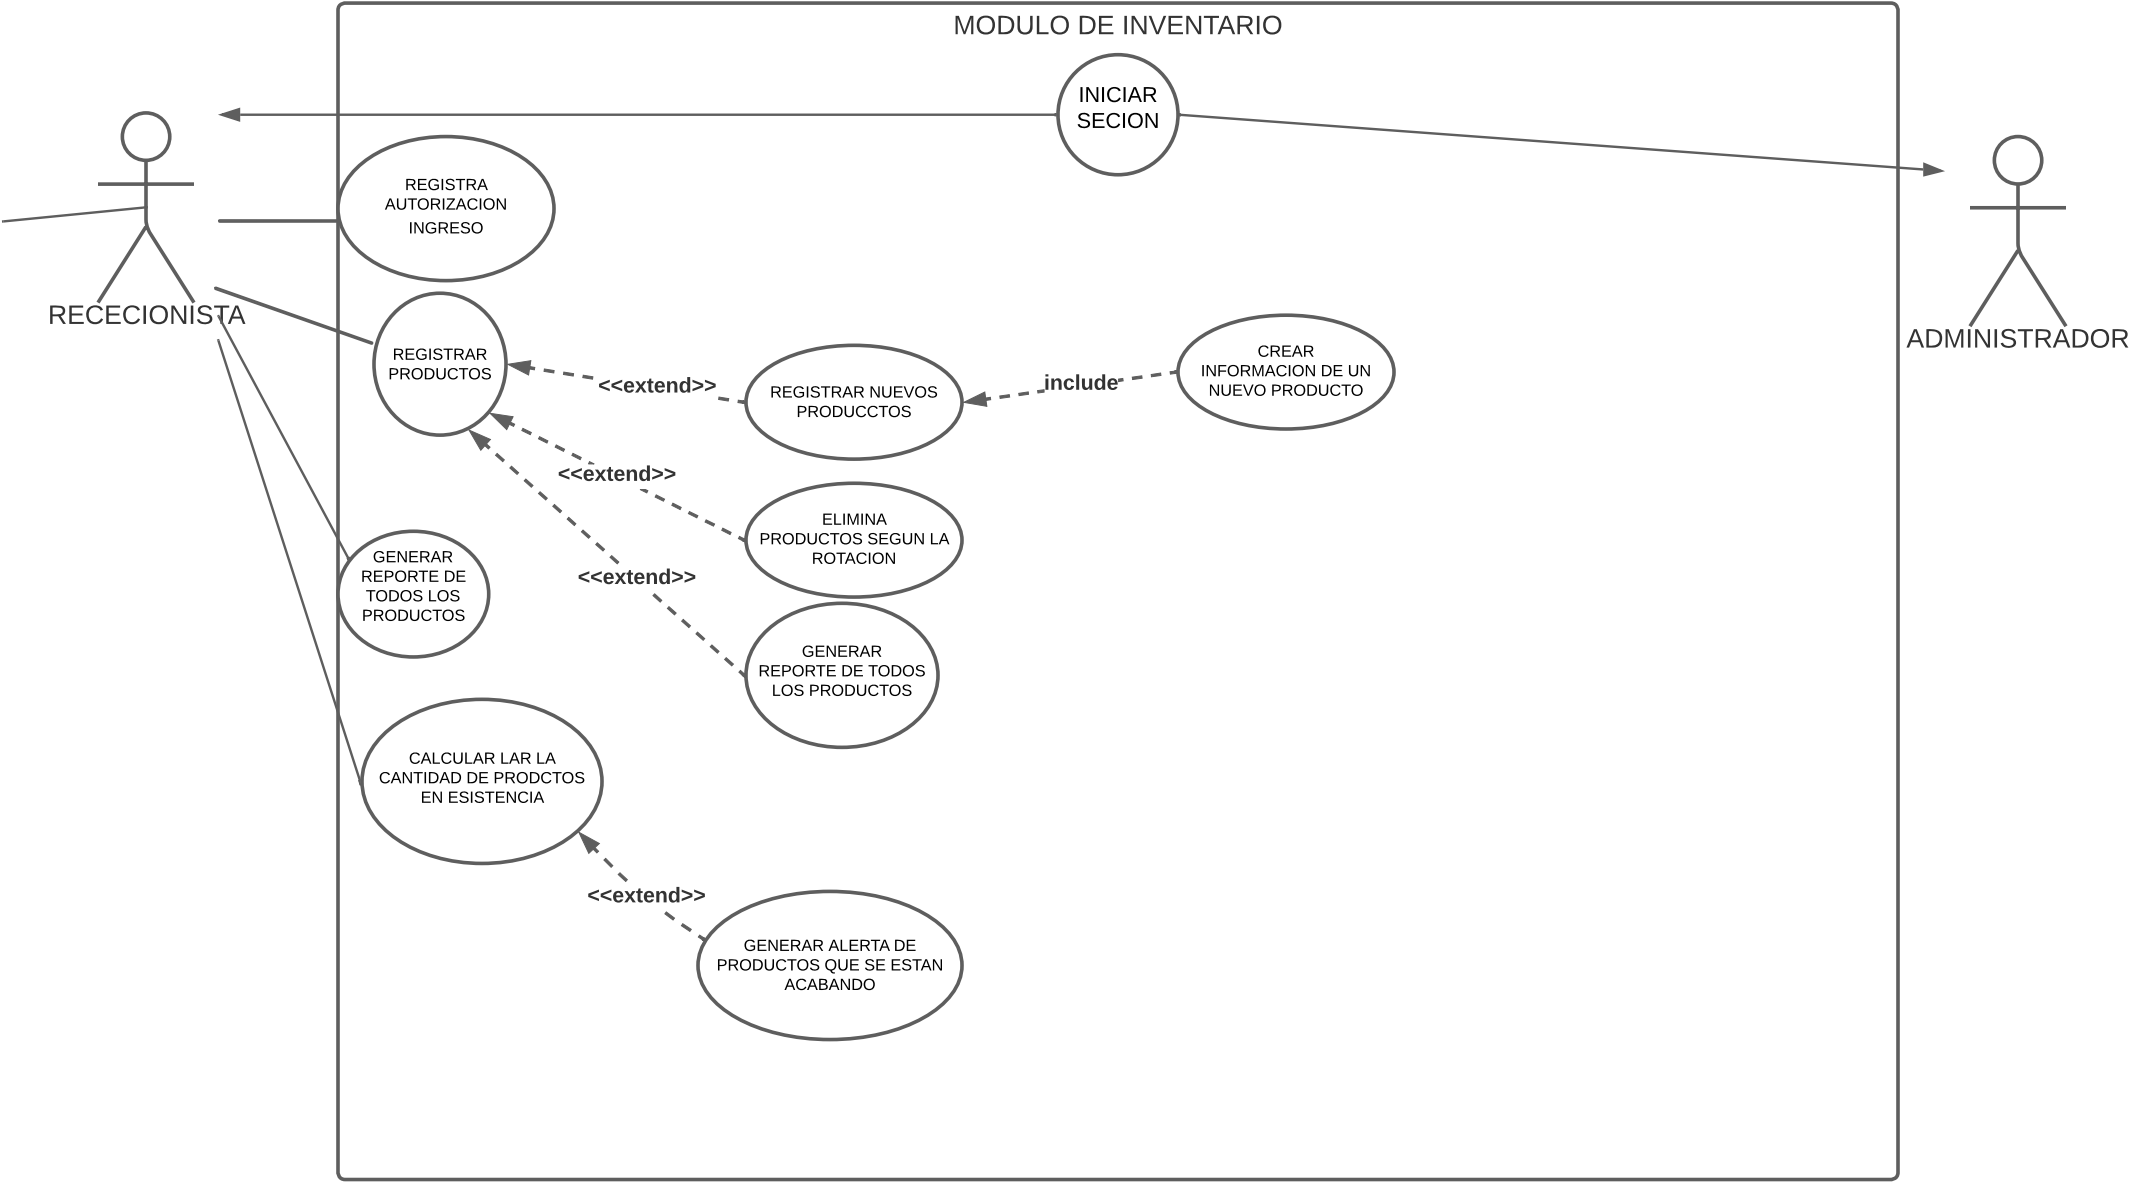 MODULO DE INVENTARIO
INICIAR
SECION
REGISTRA
AUTORIZACION
INGRESO
RECECIONISTA
ADMINISTRADOR
REGISTRAR
PRODUCTOS
<<extend>>
REGISTRAR NUEVOS
PRODUCCTOS
include
CREAR
INFORMACION DE UN
NUEVO PRODUCTO
<<extend>>
ELIMINA
PRODUCTOS SEGUN LA
ROTACION
<<extend>>
GENERAR
REPORTE DE
TODOS LOS
PRODUCTOS
GENERAR
REPORTE DE TODOS
LOS PRODUCTOS
CALCULAR LAR LA
CANTIDAD DE PRODCTOS
EN ESISTENCIA
<<extend>>
GENERAR ALERTA DE
PRODUCTOS QUE SE ESTAN
ACABANDO